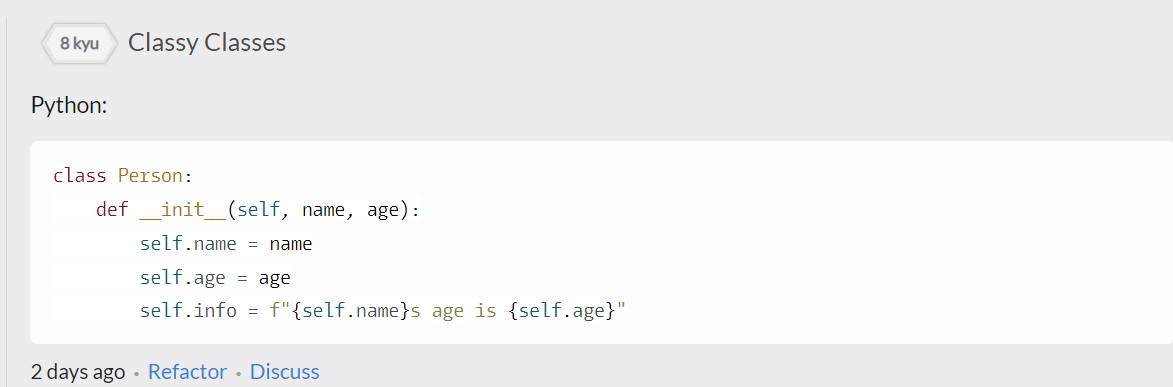 8 kyu Classy Classes
Python:
class Person:
    def __init__(self, name, age):
        self.name = name
        self.age = age
        self.info = f"{self.name}s age is {self.age}"
2 days ago • Refactor • Discuss